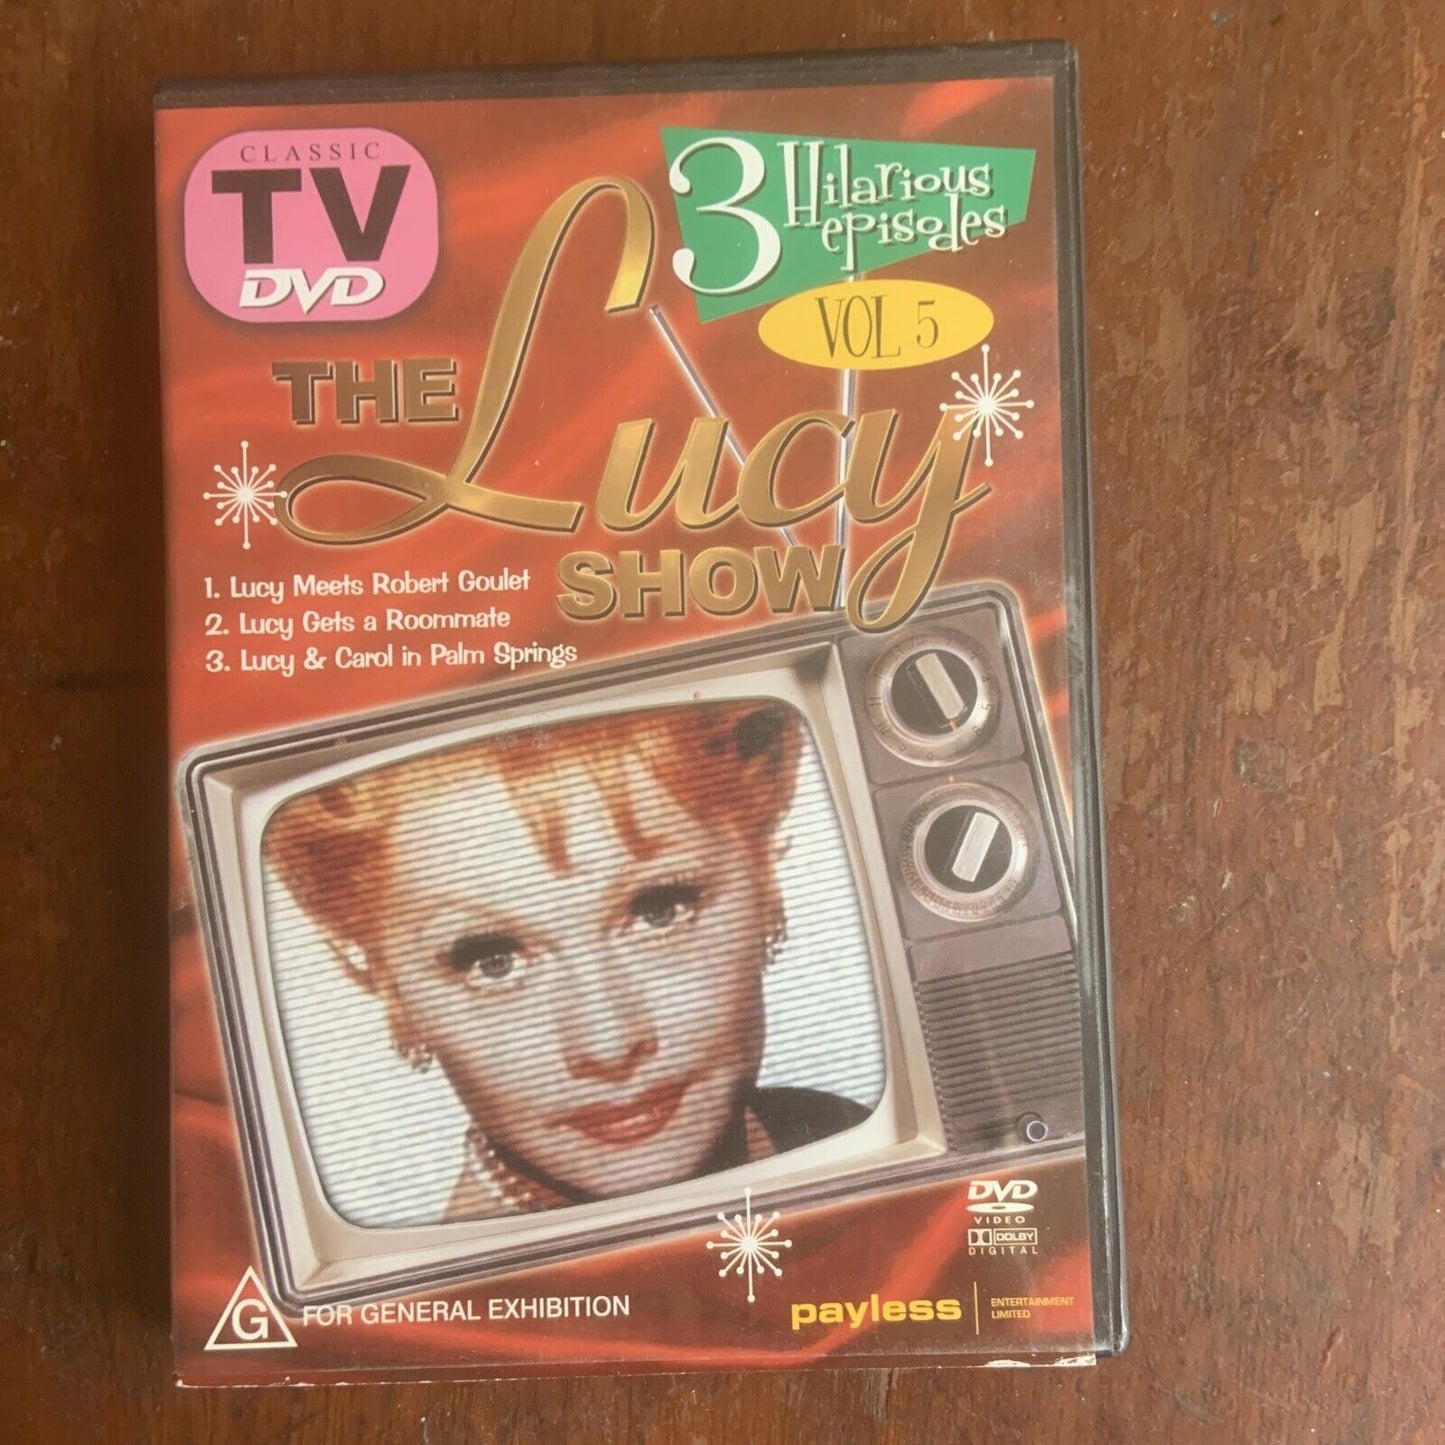 CLASSIC
TV
DVD
3 Hilarious
episodes
VOL 5
THE Lucy
SHOW
1. Lucy Meets Robert Goulet
2. Lucy Gets a Roommate
3. Lucy & Carol in Palm Springs
DVD
VIDEO
DOLBY
DIGITAL
G FOR GENERAL EXHIBITION
payless
ENTERTAINMENT
LIMITED